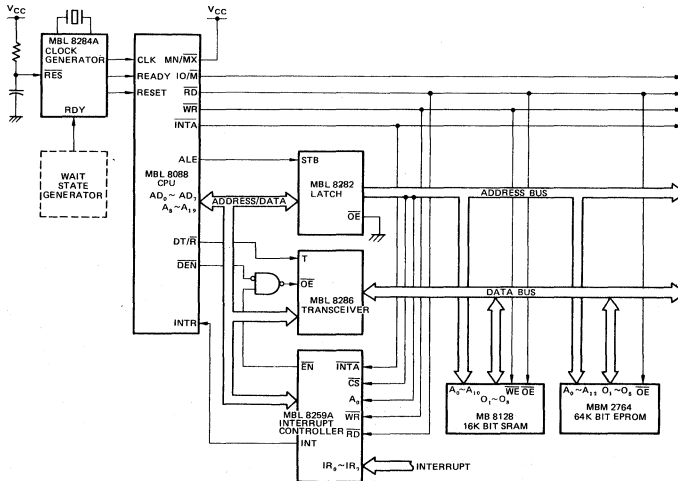 VCC
MBL 8284A
CLOCK
GENERATOR
RES
RDY
WAIT
STATE
GENERATOR
VCC
CLK
MN/MX
READY
IO/M
RESET
RD
WR
INTA
ALE
MBL 8088
CPU
AD0 ~ AD7
A8 ~ A19
DT/R
DEN
INTR
ADDRESS/DATA
STB
MBL 8282
LATCH
OE
T
OE
MBL 8286
TRANSCEIVER
EN
INTA
CS
A0
MBL 8259A
INTERRUPT
CONTROLLER
WR
RD
INT
IR0~IR7
INTERRUPT
ADDRESS BUS
DATA BUS
A0~A10
O1~O8
WE OE
MB 8128
16K BIT SRAM
A0~A12
O1~O8
OE
MBM 2764
64K BIT EPROM